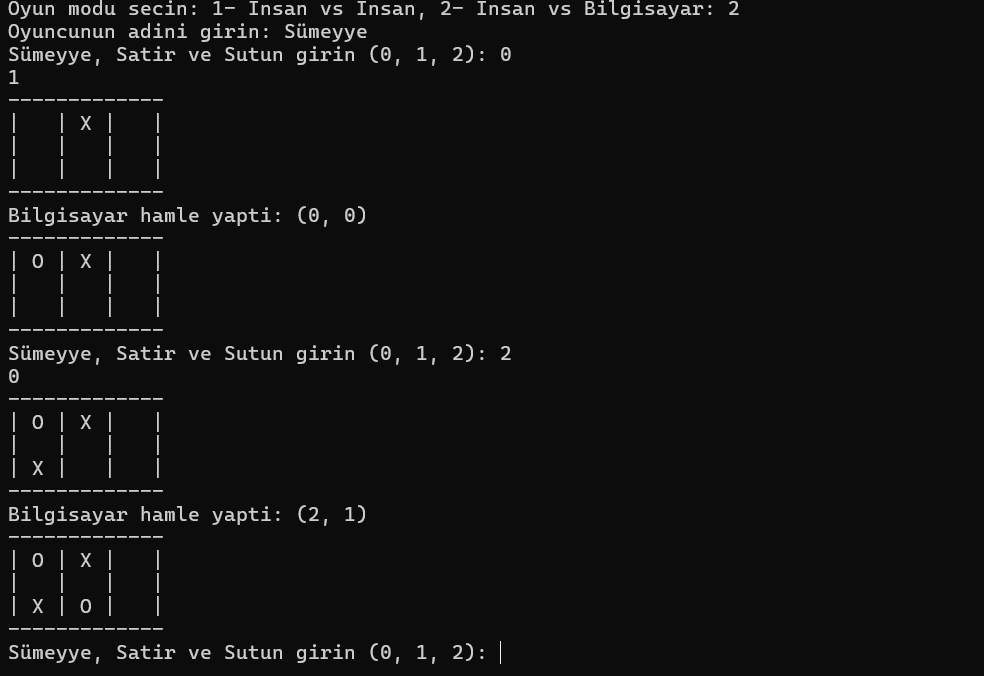 Oyun modu secin: 1- Insan vs Insan, 2- Insan vs Bilgisayar: 2
Oyuncunun adini girin: Sümeyye
Sümeyye, Satir ve Sutun girin (0, 1, 2): 0
1
-------------
|   | X |   |
|   |   |   |
|   |   |   |
-------------
Bilgisayar hamle yapti: (0, 0)
-------------
| O | X |   |
|   |   |   |
|   |   |   |
-------------
Sümeyye, Satir ve Sutun girin (0, 1, 2): 2
0
-------------
| O | X |   |
|   |   |   |
| X |   |   |
-------------
Bilgisayar hamle yapti: (2, 1)
-------------
| O | X |   |
|   |   |   |
| X | O |   |
-------------
Sümeyye, Satir ve Sutun girin (0, 1, 2):